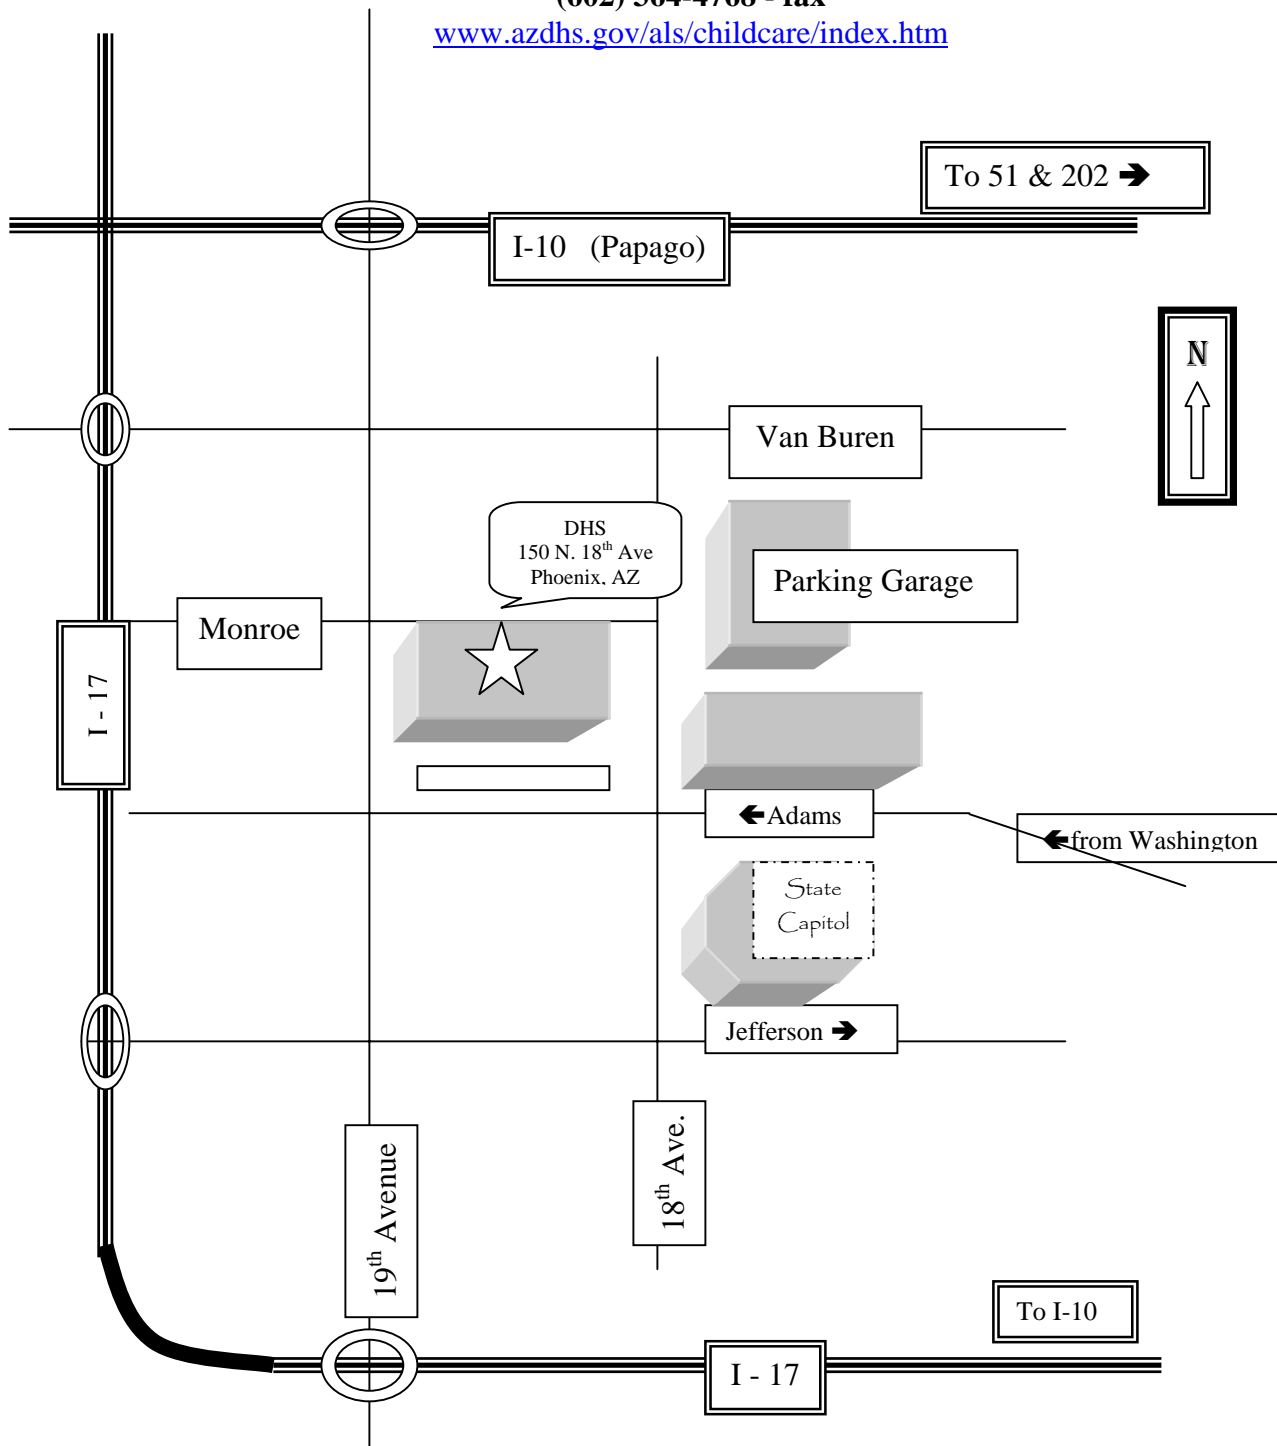 www.azdhs.gov/als/childcare/index.htm
To 51 & 202 ➔
I-10 (Papago)
N
Van Buren
DHS
150 N. 18th Ave
Phoenix, AZ
Parking Garage
Monroe
I - 17
🡸Adams
🡸from Washington
State
Capitol
Jefferson ➔
18th Ave.
19th Avenue
To I-10
I - 17